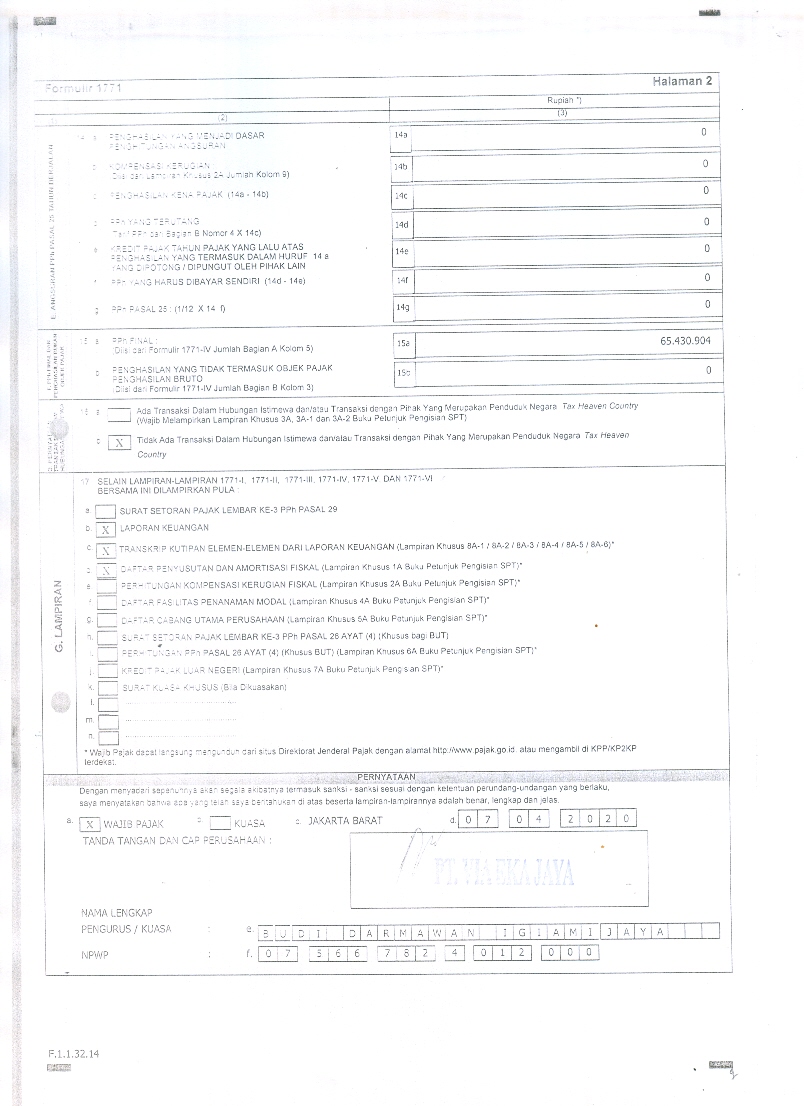 Formulir 1771
Halaman 2
Rupiah *)
(2)
(3)
14 a PENGHASILAN YANG MENJADI DASAR
PENGHITUNGAN ANGSURAN
14a
0
KOMPENSASI KERUGIAN
(Diisi dari Lampiran Khusus 2A Jumlah Kolom 9)
14b
0
c PENGHASILAN KENA PAJAK (14a - 14b)
14c
0
PPh YANG TERUTANG
(Tarif PPh dari Bagian B Nomor 4 X 14c)
14d
0
e KREDIT PAJAK TAHUN PAJAK YANG LALU ATAS
PENGHASILAN YANG TERMASUK DALAM HURUF 14 a
YANG DIPOTONG / DIPUNGUT OLEH PIHAK LAIN
14e
0
f PPh YANG HARUS DIBAYAR SENDIRI (14d - 14e)
14f
0
g PPh PASAL 25 : (1/12 X 14 f)
14g
0
E. ANGSURAN PPh PASAL 25 TAHUN BERJALAN
15 a PPh FINAL :
(Diisi dari Formulir 1771-IV Jumlah Bagian A Kolom 5)
15a
65.430.904
b PENGHASILAN YANG TIDAK TERMASUK OBJEK PAJAK
PENGHASILAN BRUTO
(Diisi dari Formulir 1771-IV Jumlah Bagian B Kolom 3)
15b
0
16 a Ada Transaksi Dalam Hubungan Istimewa dan/atau Transaksi dengan Pihak Yang Merupakan Penduduk Negara Tax Heaven Country
(Wajib Melampirkan Lampiran Khusus 3A, 3A-1 dan 3A-2 Buku Petunjuk Pengisian SPT)
X Tidak Ada Transaksi Dalam Hubungan Istimewa dan/atau Transaksi dengan Pihak Yang Merupakan Penduduk Negara Tax Heaven
Country
G. LAMPIRAN
17 SELAIN LAMPIRAN-LAMPIRAN 1771-I, 1771-II, 1771-III, 1771-IV, 1771-V DAN 1771-VI
BERSAMA INI DILAMPIRKAN PULA :
a. SURAT SETORAN PAJAK LEMBAR KE-3 PPh PASAL 29
b. X LAPORAN KEUANGAN
c. X TRANSKRIP KUTIPAN ELEMEN-ELEMEN DARI LAPORAN KEUANGAN (Lampiran Khusus 8A-1 / 8A-2 / 8A-3 / 8A-4 / 8A-5 / 8A-6)*
X DAFTAR PENYUSUTAN DAN AMORTISASI FISKAL (Lampiran Khusus 1A Buku Petunjuk Pengisian SPT)*
e. PERHITUNGAN KOMPENSASI KERUGIAN FISKAL (Lampiran Khusus 2A Buku Petunjuk Pengisian SPT)*
f. DAFTAR FASILITAS PENANAMAN MODAL (Lampiran Khusus 4A Buku Petunjuk Pengisian SPT)*
g. DAFTAR CABANG UTAMA PERUSAHAAN (Lampiran Khusus 5A Buku Petunjuk Pengisian SPT)*
h. SURAT SETORAN PAJAK LEMBAR KE-3 PPh PASAL 26 AYAT (4) (Khusus bagi BUT)
i. PERHITUNGAN PPh PASAL 26 AYAT (4) (Khusus BUT) (Lampiran Khusus 6A Buku Petunjuk Pengisian SPT)*
j. KREDIT PAJAK LUAR NEGERI (Lampiran Khusus 7A Buku Petunjuk Pengisian SPT)*
k. SURAT KUASA KHUSUS (Bila Dikuasakan)
l. ....................................
m. ....................................
n. ....................................
* Wajib Pajak dapat langsung mengunduh dari situs Direktorat Jenderal Pajak dengan alamat http://www.pajak.go.id. atau mengambil di KPP/KP2KP
terdekat.
PERNYATAAN
Dengan menyadari sepenuhnya akan segala akibatnya termasuk sanksi - sanksi sesuai dengan ketentuan perundang-undangan yang berlaku,
saya menyatakan bahwa apa yang telah saya beritahukan di atas beserta lampiran-lampirannya adalah benar, lengkap dan jelas.
a. X WAJIB PAJAK b. KUASA c. JAKARTA BARAT d. 07 04 2020
TANDA TANGAN DAN CAP PERUSAHAAN :
PT. VIA EKA JAYA
NAMA LENGKAP
PENGURUS / KUASA : e. BUDI DARMAWAN IGIAMIJAYA
NPWP : f. 07 566 782 4 012 000
F.1.1.32.14